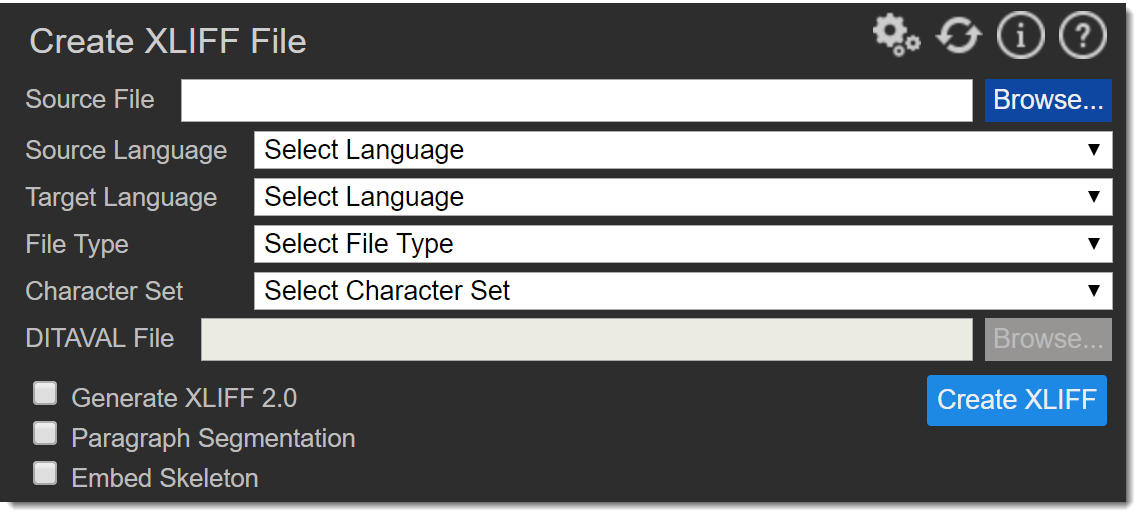 Create XLIFF File
Source File Browse...
Source Language Select Language
Target Language Select Language
File Type Select File Type
Character Set Select Character Set
DITAVAL File Browse...
Generate XLIFF 2.0
Create XLIFF
Paragraph Segmentation
Embed Skeleton